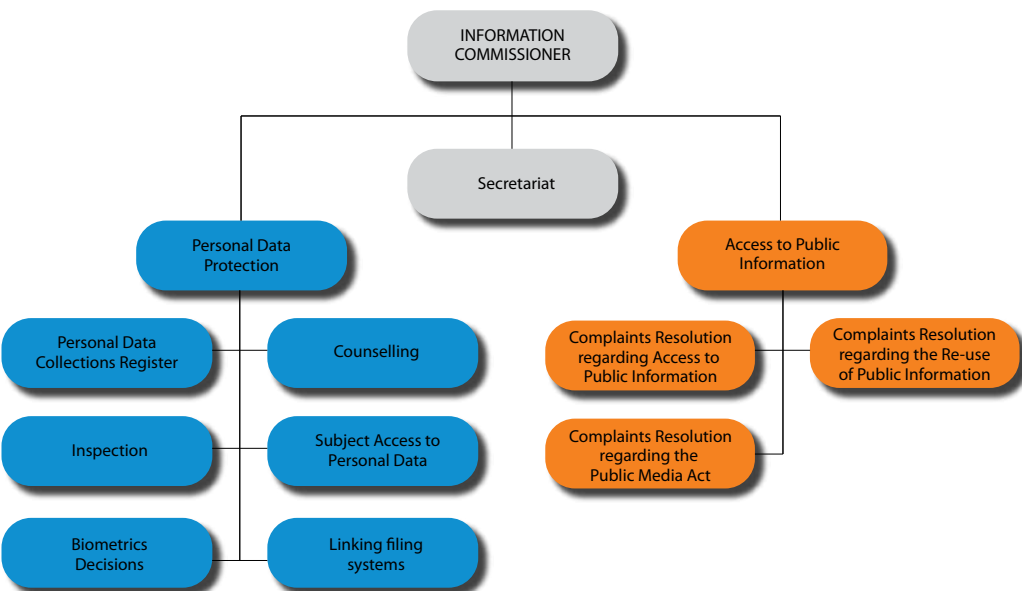 INFORMATION
COMMISSIONER
Secretariat
Personal Data
Protection
Access to Public
Information
Personal Data
Collections Register
Counselling
Complaints Resolution
regarding Access to
Public Information
Complaints Resolution
regarding the Re-use
of Public Information
Inspection
Subject Access to
Personal Data
Complaints Resolution
regarding the
Public Media Act
Biometrics
Decisions
Linking filing
systems